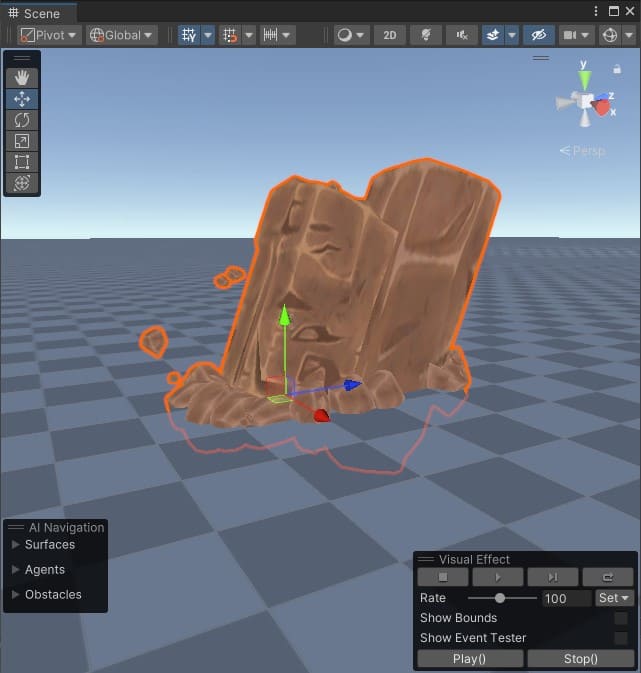 Scene
Pivot Global 2D
y
z
x
Persp
AI Navigation
Surfaces
Agents
Obstacles
Visual Effect
Rate 100 Set
Show Bounds
Show Event Tester
Play() Stop()